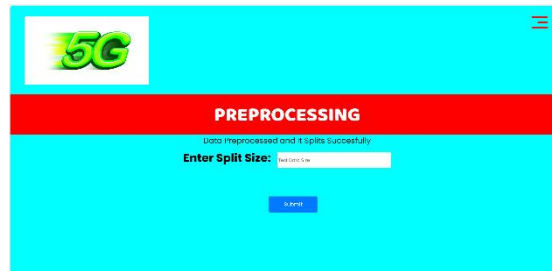 5G
PREPROCESSING
Data Preprocessed and It Splits Succesfully
Enter Split Size: Test Data Size
Submit